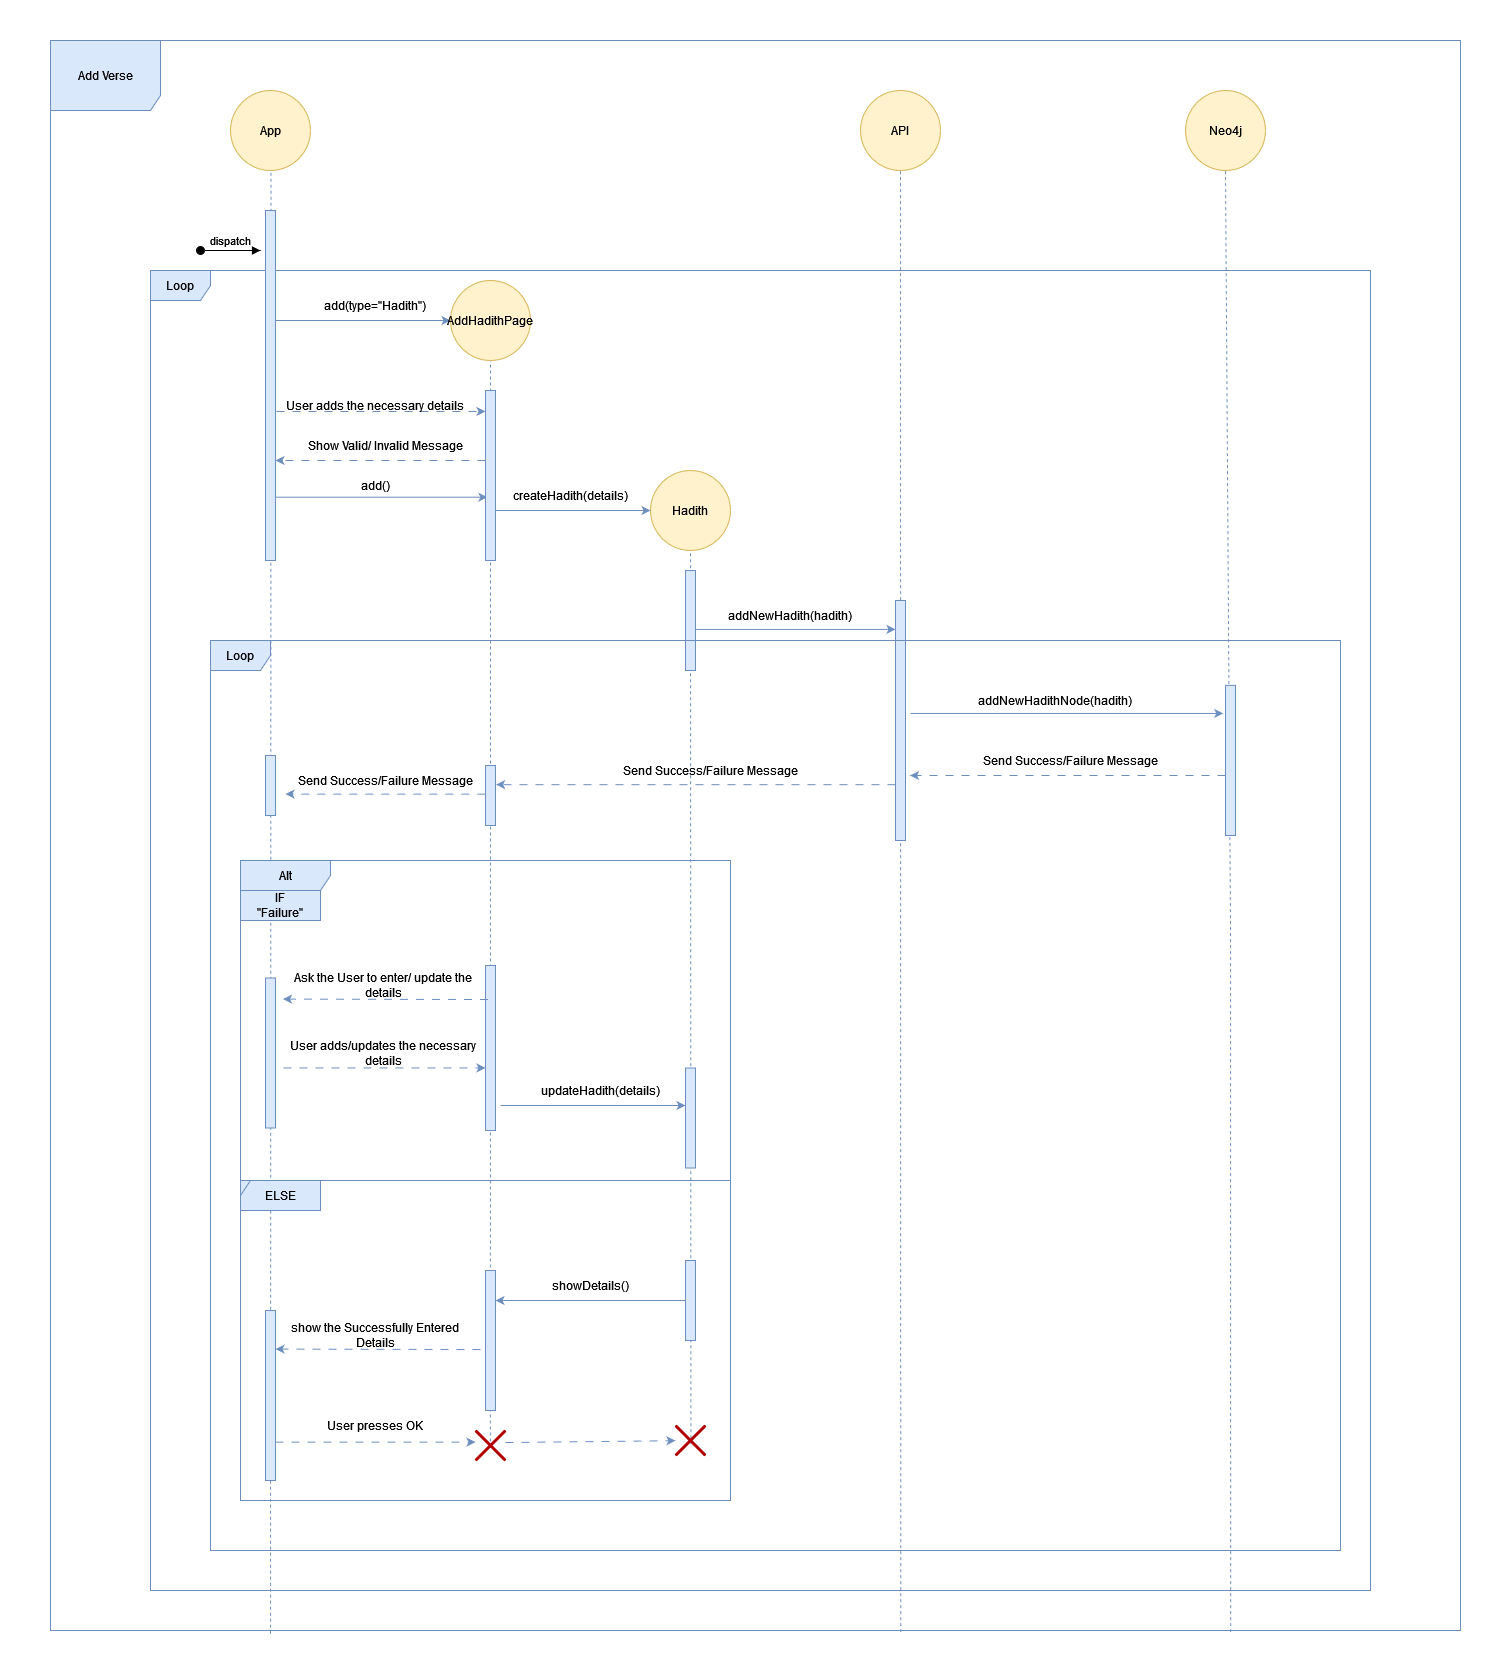 Add Verse
App
API
Neo4j
dispatch
Loop
add(type="Hadith")
AddHadithPage
User adds the necessary details
Show Valid/ Invalid Message
add()
createHadith(details)
Hadith
addNewHadith(hadith)
Loop
addNewHadithNode(hadith)
Send Success/Failure Message
Send Success/Failure Message
Send Success/Failure Message
Alt
IF
"Failure"
Ask the User to enter/ update the
details
User adds/updates the necessary
details
updateHadith(details)
ELSE
showDetails()
show the Successfully Entered
Details
User presses OK